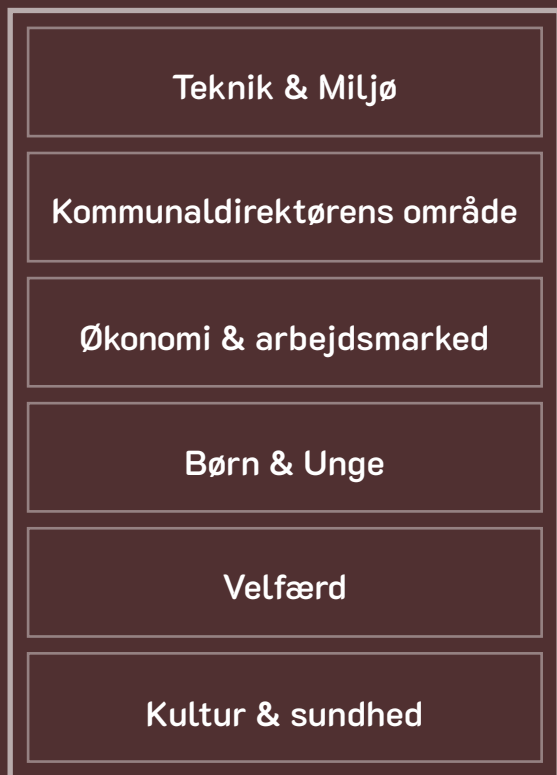 Teknik & Miljø
Kommunaldirektørens område
Økonomi & arbejdsmarked
Børn & Unge
Velfærd
Kultur & sundhed